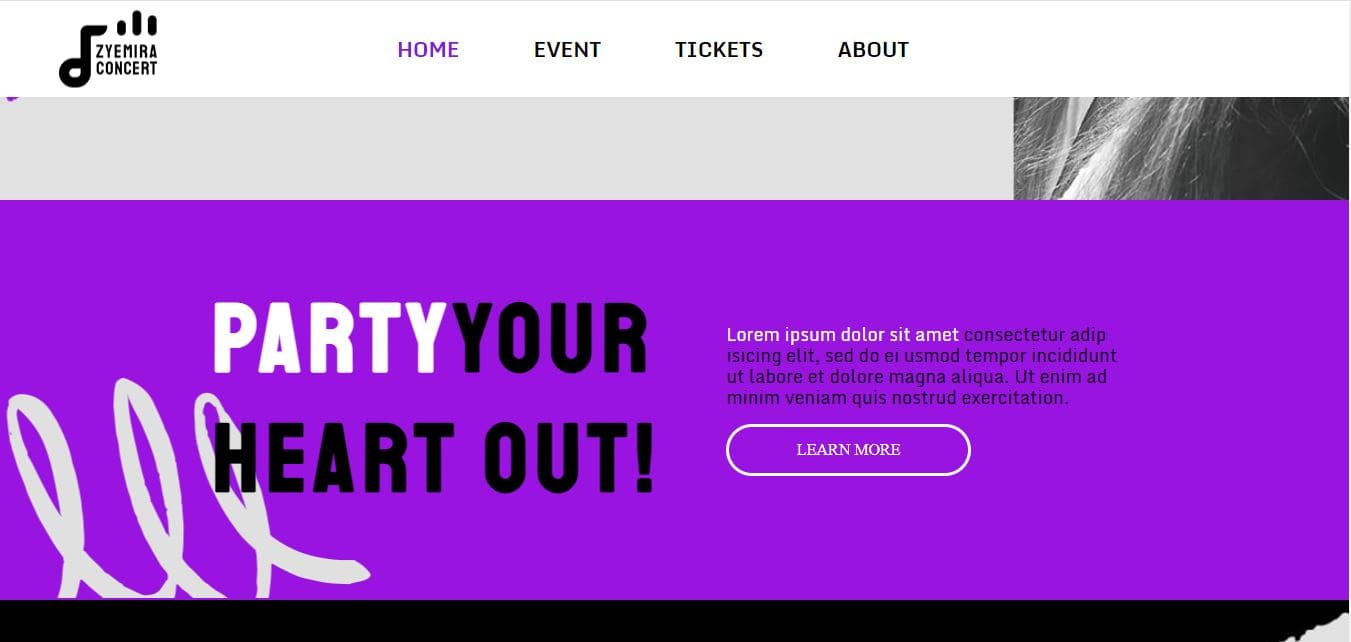 ZYEMIRA
CONCERT
HOME EVENT TICKETS ABOUT
PARTYYOUR
HEART OUT!
Lorem ipsum dolor sit amet consectetur adip
isicing elit, sed do ei usmod tempor incididunt
ut labore et dolore magna aliqua. Ut enim ad
minim veniam quis nostrud exercitation.
LEARN MORE